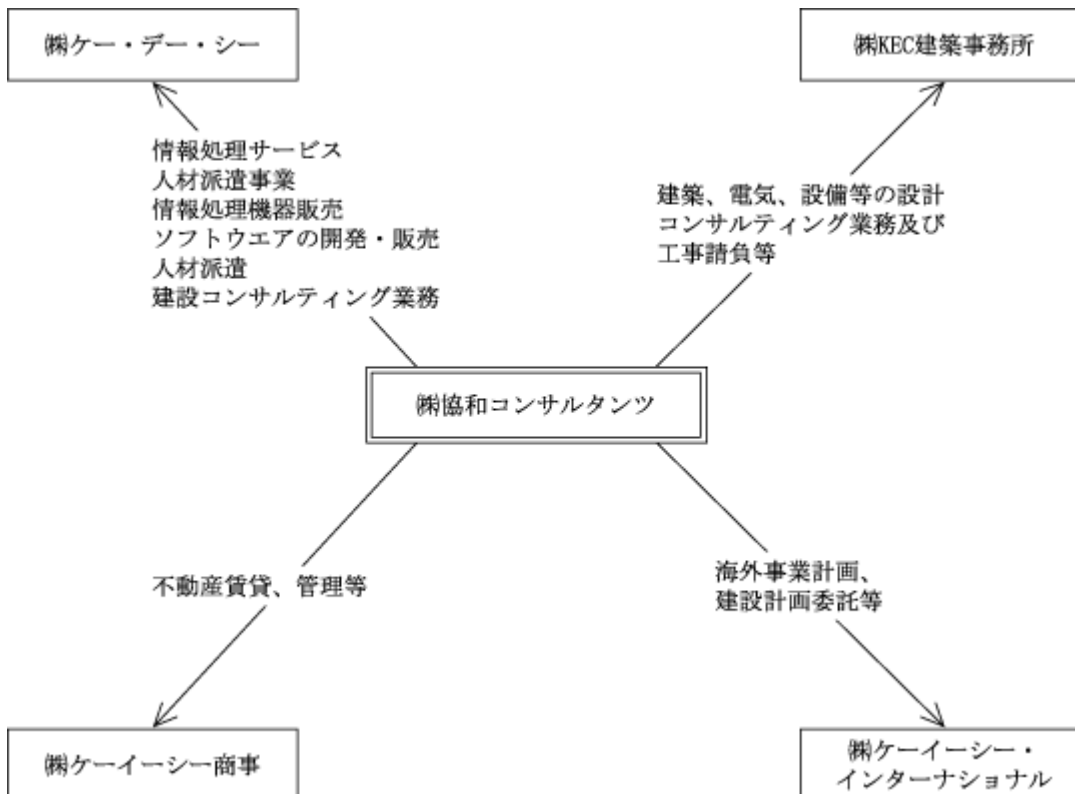 ㈱ケー・デー・シー
㈱KEC建築事務所
情報処理サービス
人材派遣事業
情報処理機器販売
ソフトウエアの開発・販売
人材派遣
建設コンサルティング業務
建築、電気、設備等の設計
コンサルティング業務及び
工事請負等
㈱協和コンサルタンツ
不動産賃貸、管理等
海外事業計画、
建設計画委託等
㈱ケーイーシー商事
㈱ケーイーシー・
インターナショナル